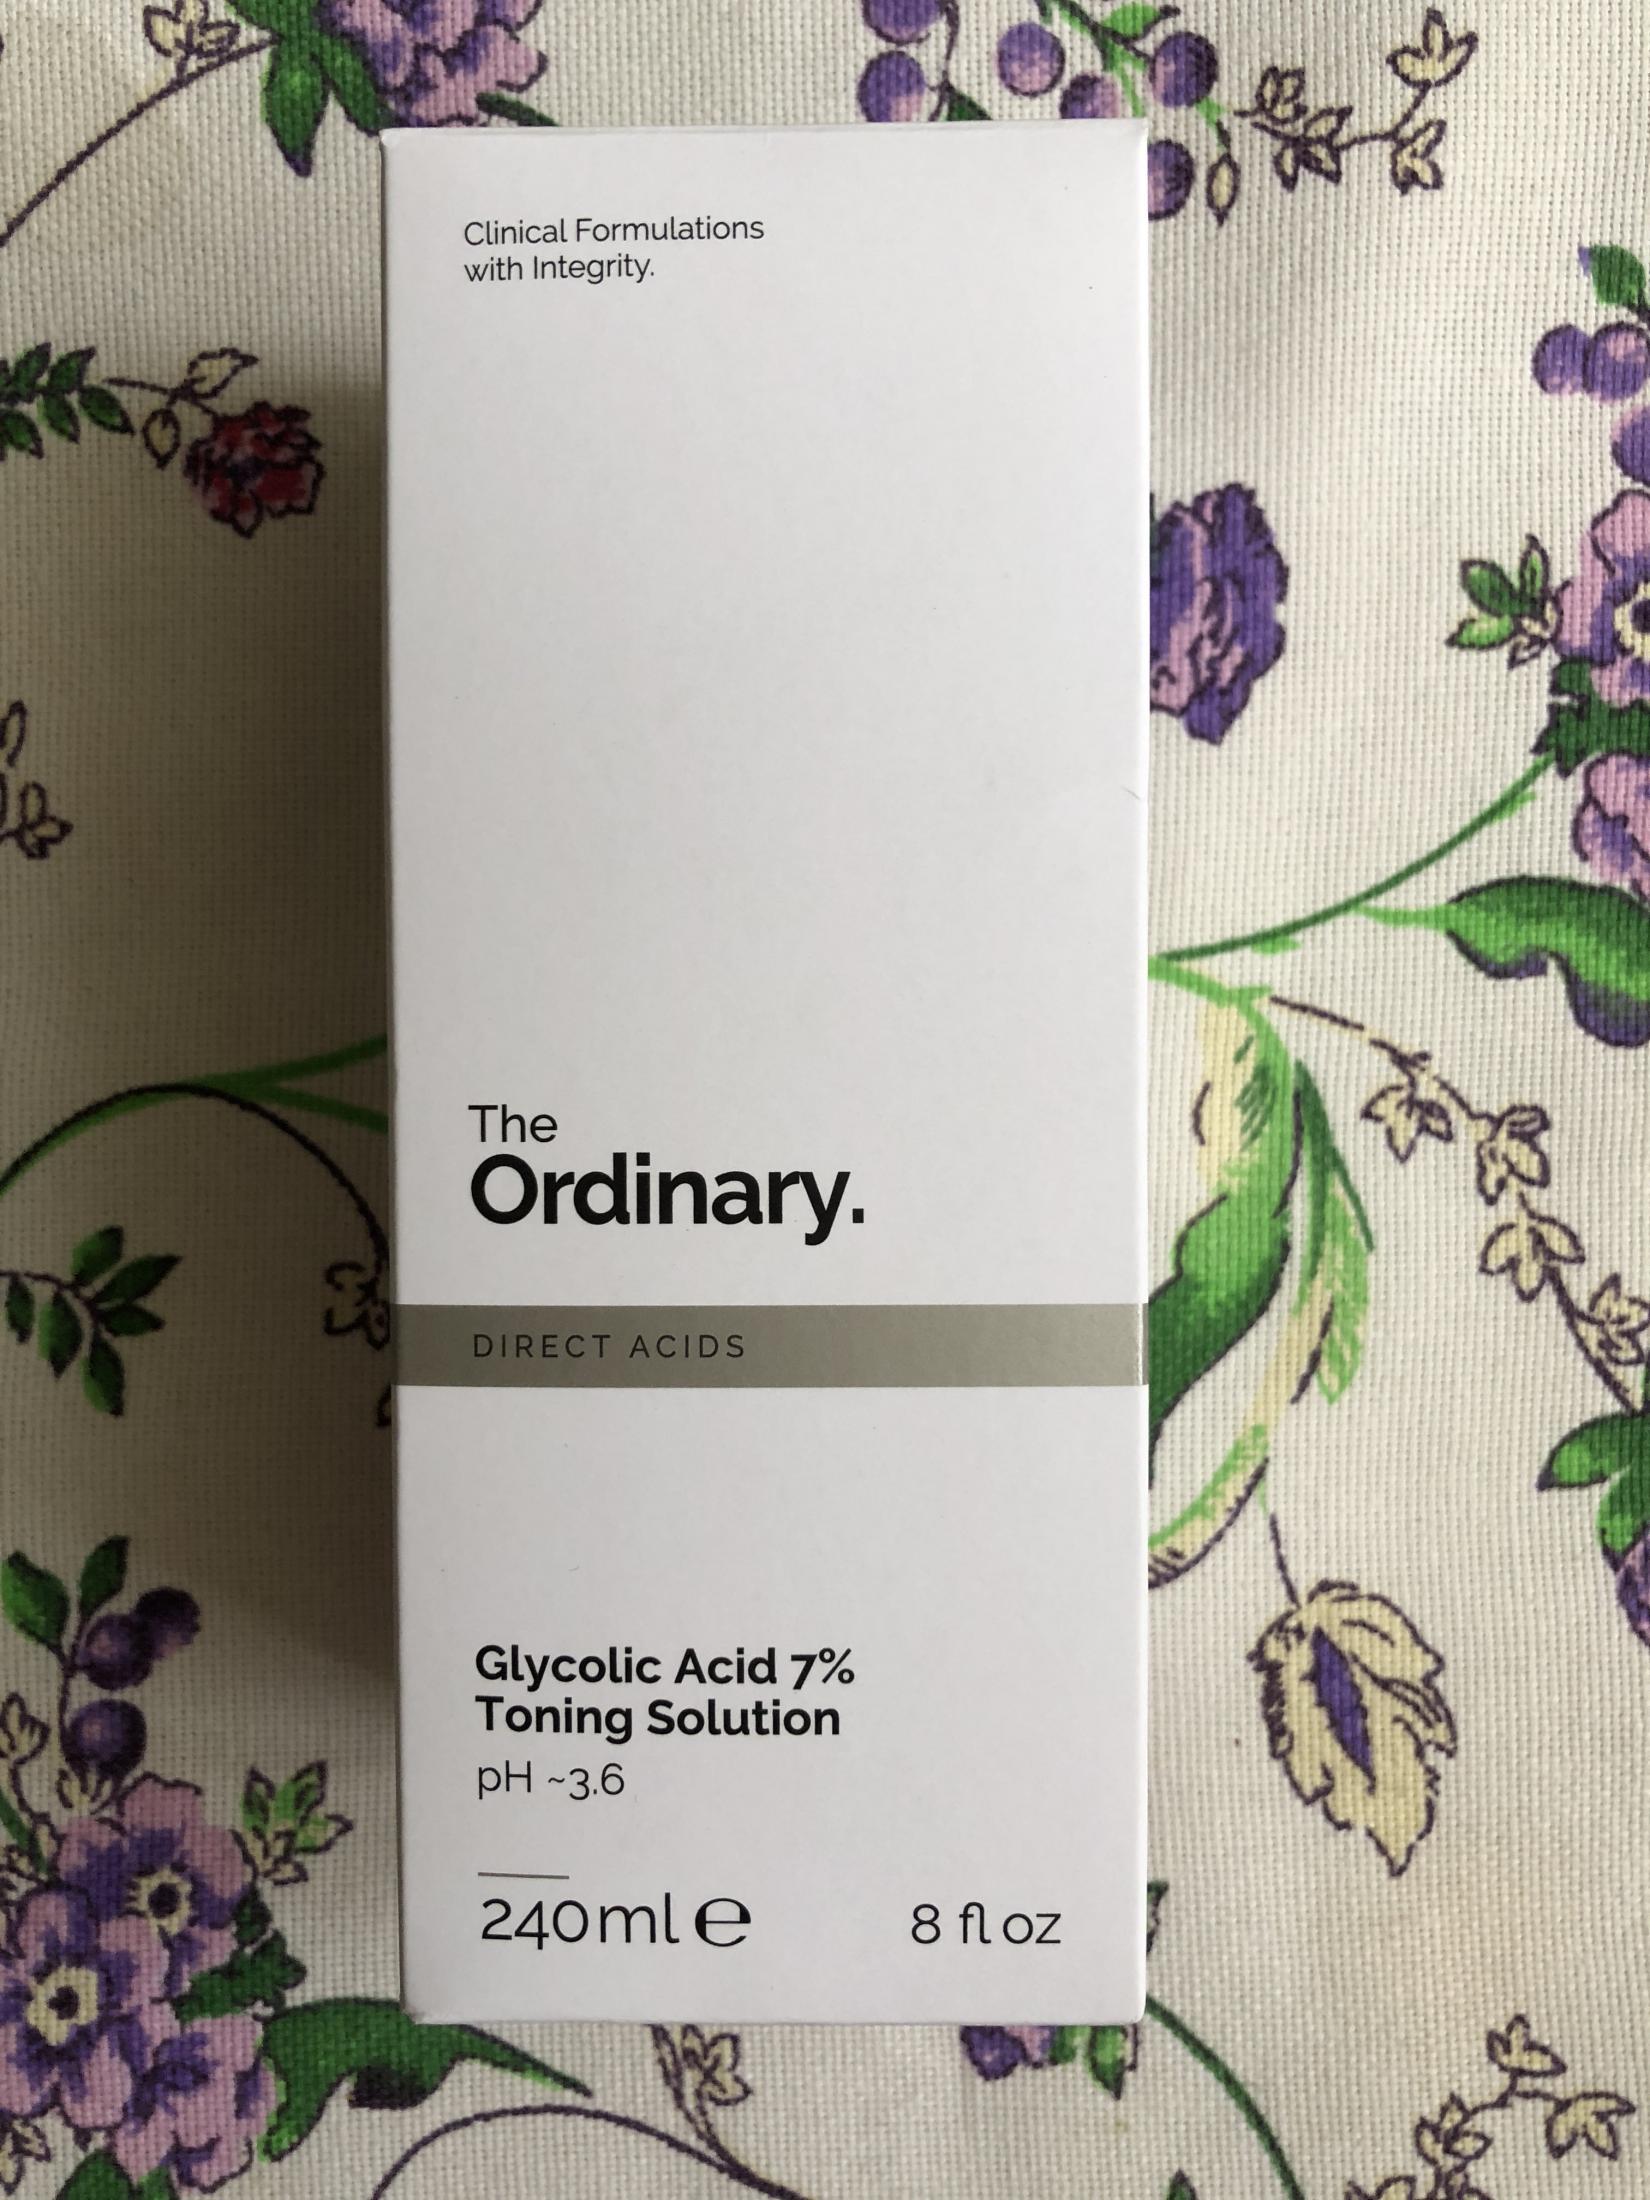 Clinical Formulations
with Integrity.
The
Ordinary.
DIRECT ACIDS
Glycolic Acid 7%
Toning Solution
pH ~3.6
240ml ℮ 8 fl oz